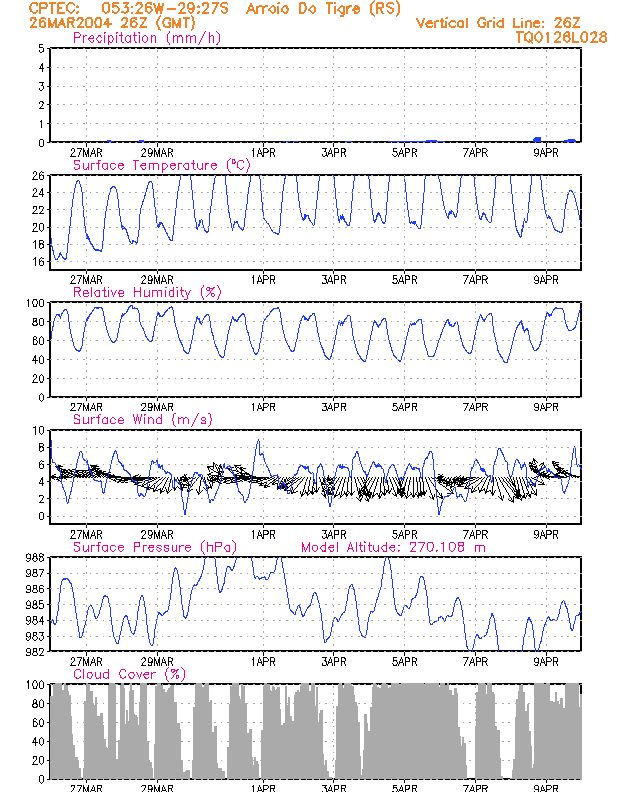 CPTEC:   053:26W-29:27S  Arroio Do Tigre (RS)
26MAR2004 26Z (GMT)
Vertical Grid Line: 26Z
TQ0126L028
Precipitation (mm/h)
5
4
3
2
1
0
27MAR 29MAR 1APR 3APR 5APR 7APR 9APR
Surface Temperature (°C)
26
24
22
20
18
16
27MAR 29MAR 1APR 3APR 5APR 7APR 9APR
Relative Humidity (%)
100
80
60
40
20
0
27MAR 29MAR 1APR 3APR 5APR 7APR 9APR
Surface Wind (m/s)
10
8
6
4
2
0
27MAR 29MAR 1APR 3APR 5APR 7APR 9APR
Surface Pressure (hPa) Model Altitude: 270.108 m
988
987
986
985
984
983
982
27MAR 29MAR 1APR 3APR 5APR 7APR 9APR
Cloud Cover (%)
100
80
60
40
20
0
27MAR 29MAR 1APR 3APR 5APR 7APR 9APR